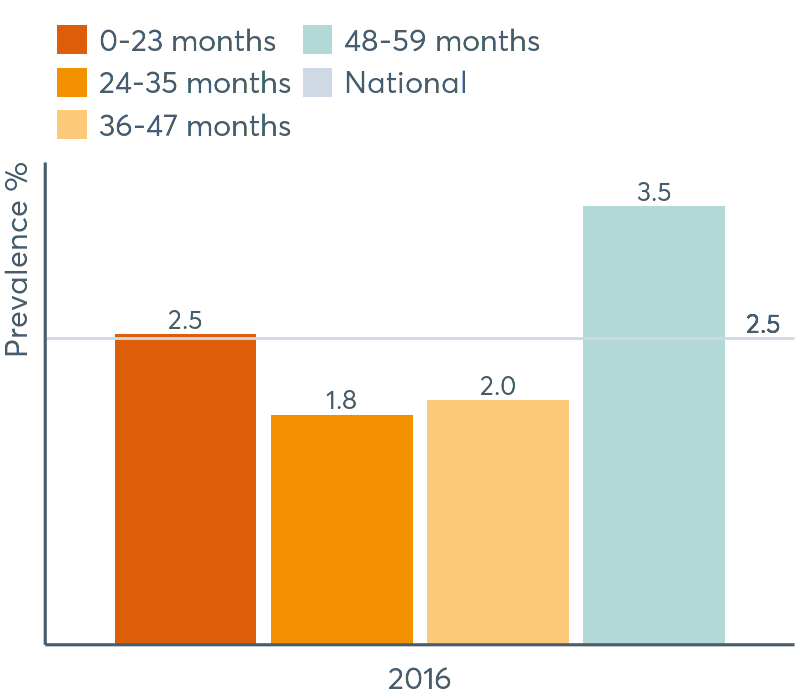 0-23 months
24-35 months
36-47 months
48-59 months
National
Prevalence %
2.5
1.8
2.0
3.5
2.5
2016